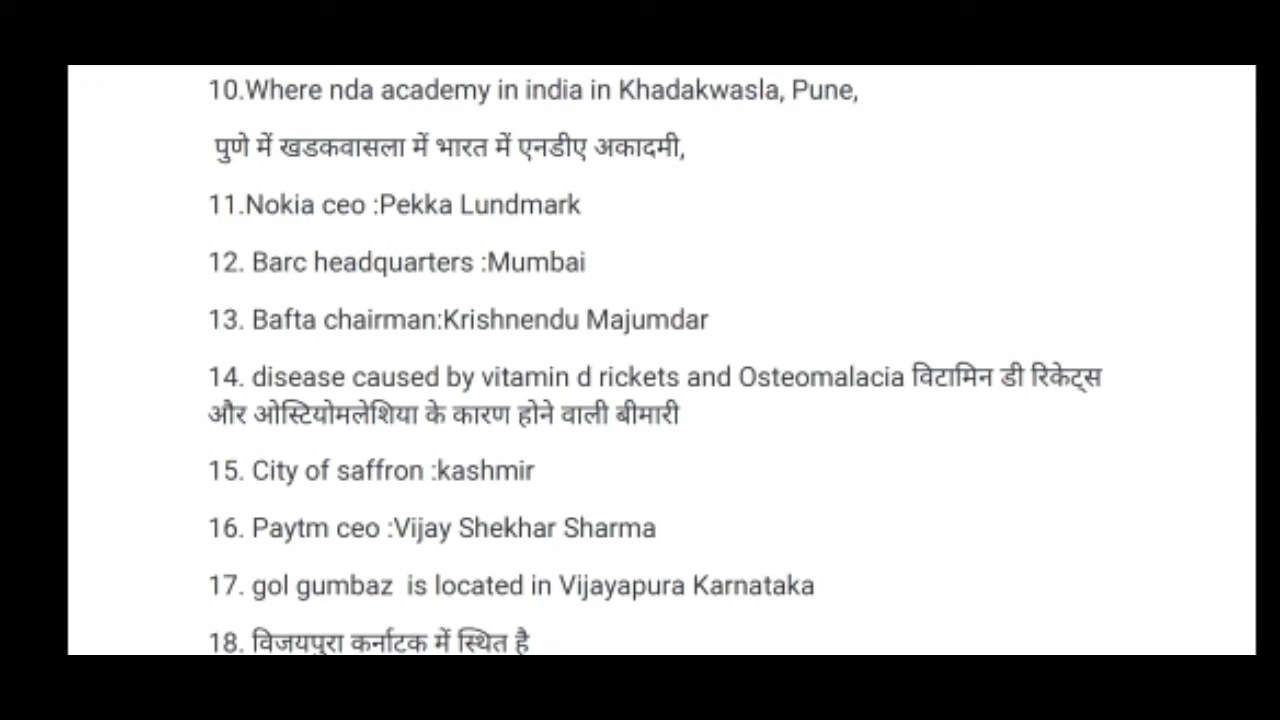 10.Where nda academy in india in Khadakwasla, Pune,
पुणे में खडकवासला में भारत में एनडीए अकादमी,
11.Nokia ceo :Pekka Lundmark
12. Barc headquarters :Mumbai
13. Bafta chairman:Krishnendu Majumdar
14. disease caused by vitamin d rickets and Osteomalacia विटामिन डी रिकेट्स
और ओस्टियोमलेशिया के कारण होने वाली बीमारी
15. City of saffron :kashmir
16. Paytm ceo :Vijay Shekhar Sharma
17. gol gumbaz  is located in Vijayapura Karnataka
18. विजयपुरा कर्नाटक में स्थित है